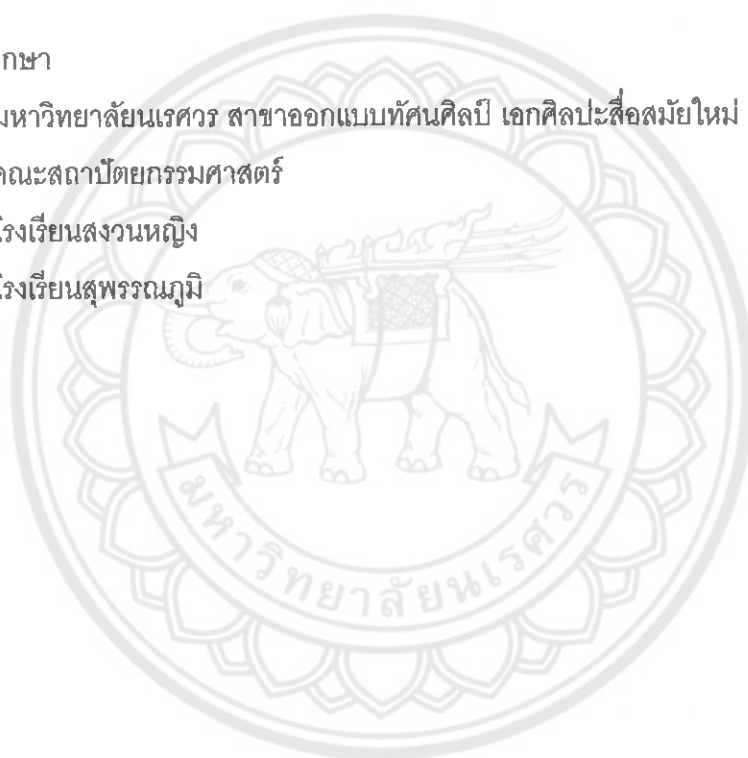 กษา
มหาวิทยาลัยนเรศวร สาขาออกแบบทัศนศิลป์ เอกศิลปะสื่อสมัยใหม่
คณะสถาปัตยกรรมศาสตร์
โรงเรียนสงวนหญิง
โรงเรียนสุพรรณภูมิ
มหาวิทยาลัยนเรศวร